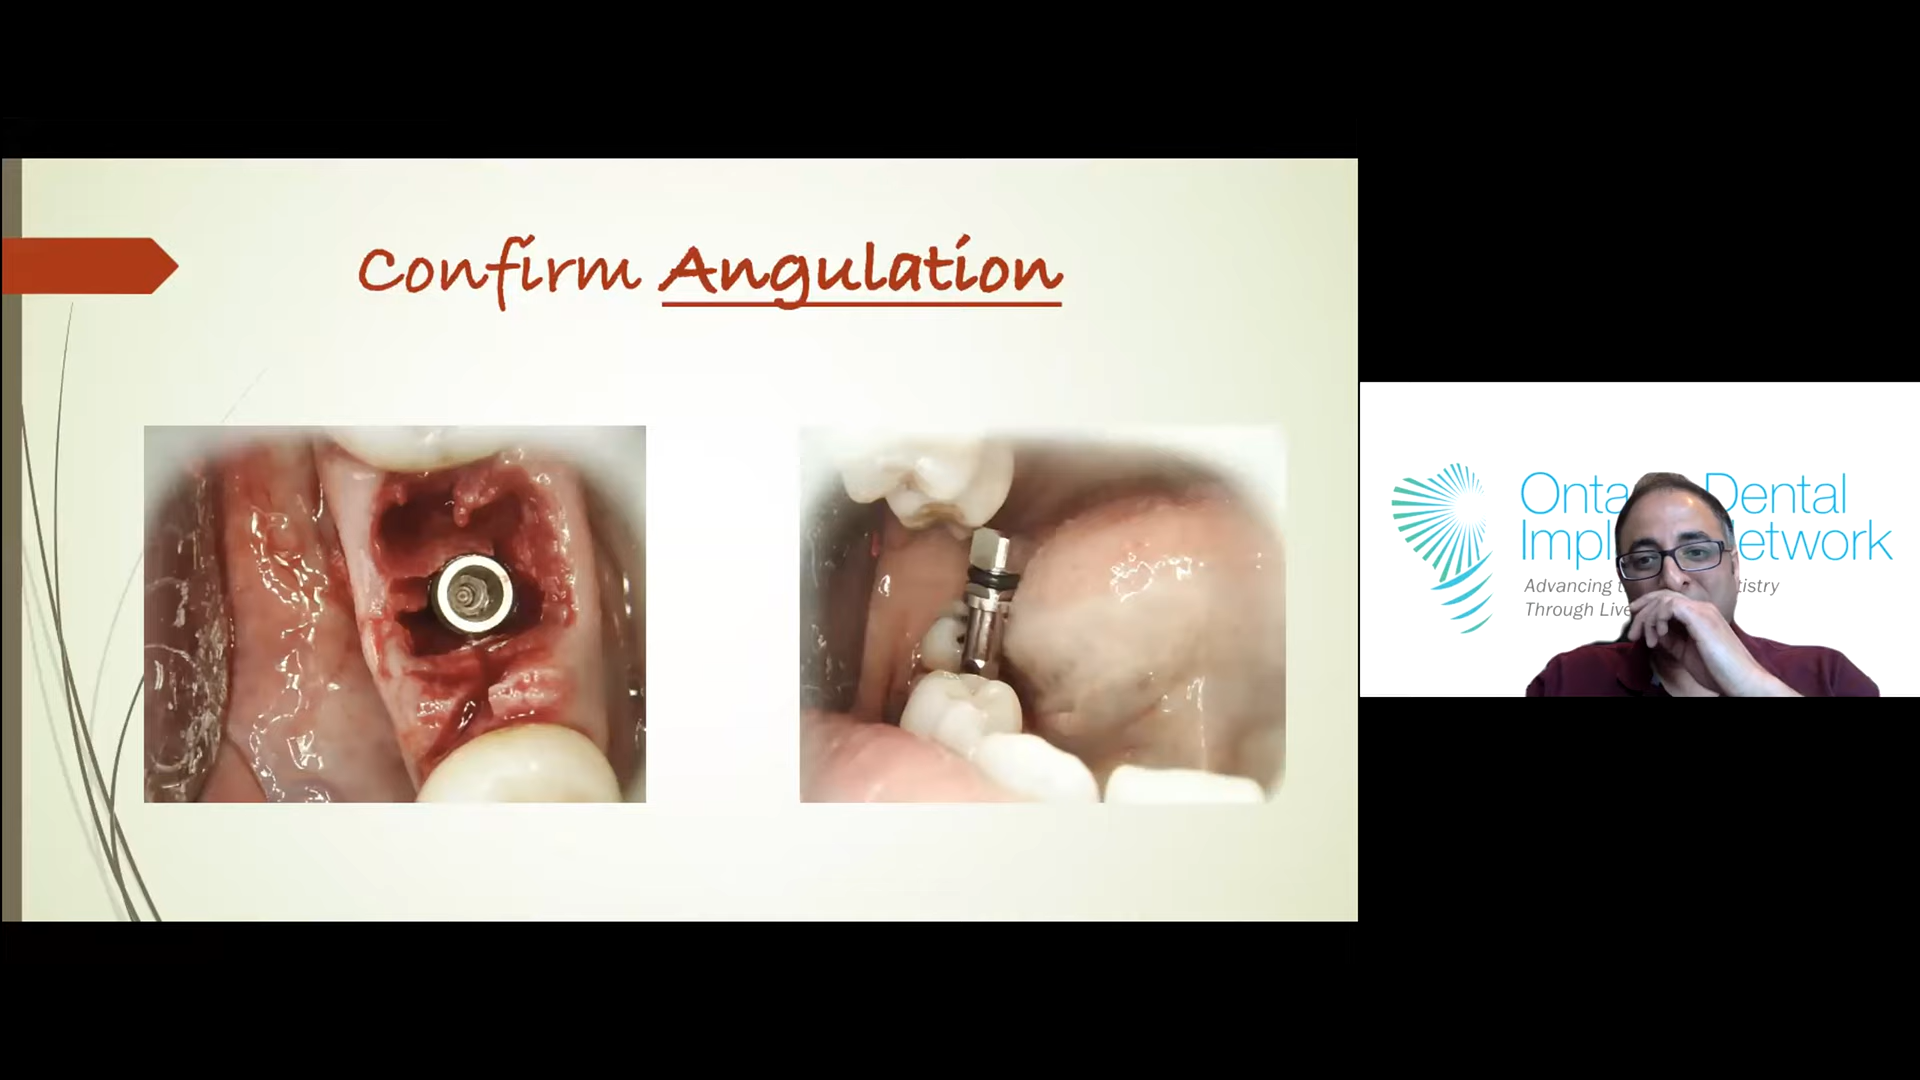 Confirm Angulation
Onta Dental
Impl etwork
Advancing t tistry
Through Live